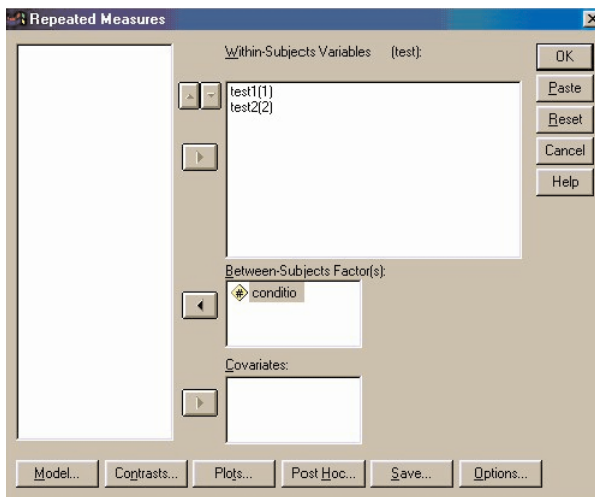 Repeated Measures
Within-Subjects Variables (test):
test1(1)
test2(2)
OK
Paste
Reset
Cancel
Help
Between-Subjects Factor(s):
# conditio
Covariates:
Model... Contrasts... Plots... Post Hoc... Save... Options...